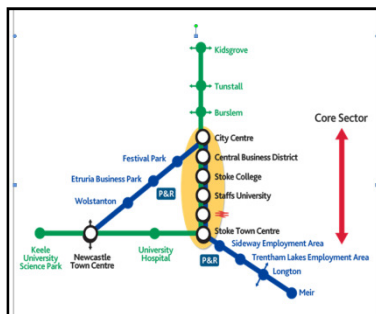 Kidsgrove
Tunstall
Burslem
City Centre
Core Sector
Central Business District
Festival Park
Stoke College
Etruria Business Park
P&R
Staffs University
Wolstanton
Stoke Town Centre
Sideway Employment Area
Keele
University
Science Park
Newcastle
Town Centre
University
Hospital
P&R
Trentham Lakes Employment Area
Longton
Meir